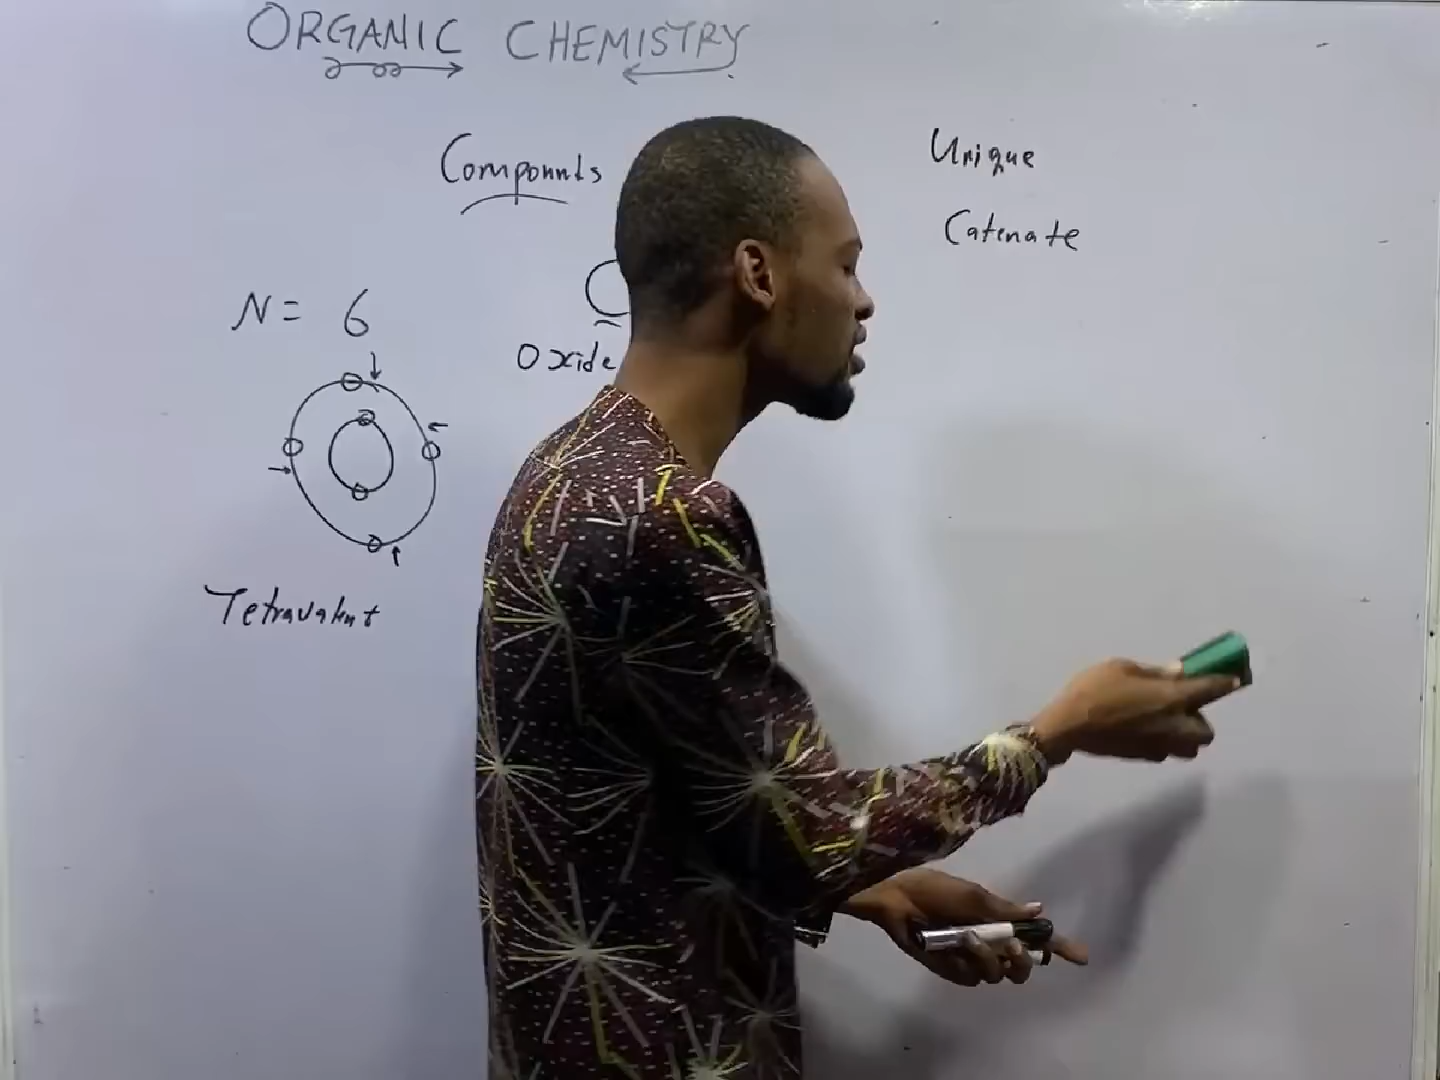 ORGANIC CHEMISTRY
Compounds
Unique
Catenate
N = 6
C
Oxide
Tetravalent